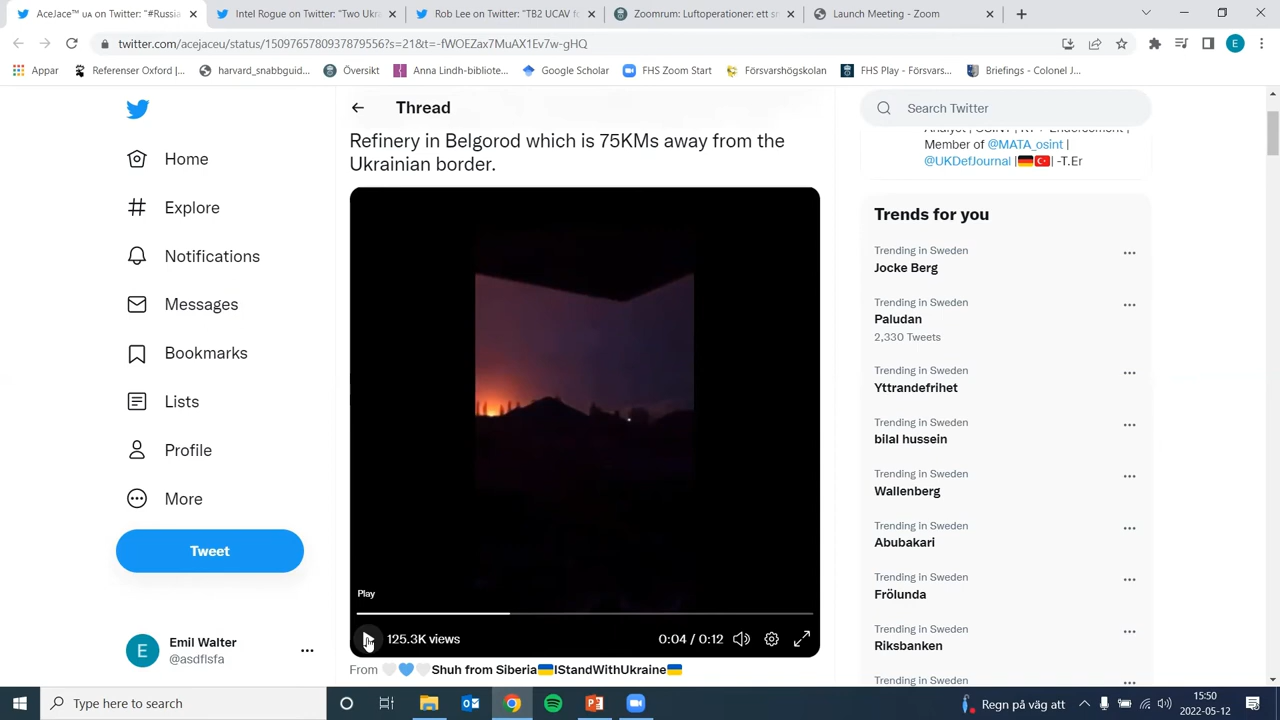 AceJace™ UA on Twitter: "#Russia
Intel Rogue on Twitter: "Two Ukra
Rob Lee on Twitter: "TB2 UCAV fo
Zoomrum: Luftoperationer: ett sn
Launch Meeting - Zoom
twitter.com/acejaceu/status/1509765780937879556?s=21&t=-fWOEZax7MuAX1Ev7w-gHQ
E
Appar
Referenser Oxford |...
harvard_snabbguid...
Översikt
Anna Lindh-bibliote...
Google Scholar
FHS Zoom Start
Försvarshögskolan
FHS Play - Försvars...
Briefings - Colonel J...
Thread
Refinery in Belgorod which is 75KMs away from the
Ukrainian border.
Home
Explore
Notifications
Messages
Bookmarks
Lists
Profile
More
Tweet
Emil Walter
@asdflsfa
E
Play
125.3K views
0:04 / 0:12
From 🤍💙🤍Shuh from Siberia🇺🇦IStandWithUkraine🇺🇦
Search Twitter
Member of @MATA_osint |
@UKDefJournal |🇩🇪🇹🇷| -T.Er
Trends for you
Trending in Sweden
Jocke Berg
Trending in Sweden
Paludan
2,330 Tweets
Trending in Sweden
Yttrandefrihet
Trending in Sweden
bilal hussein
Trending in Sweden
Wallenberg
Trending in Sweden
Abubakari
Trending in Sweden
Frölunda
Trending in Sweden
Riksbanken
Trending in Sweden
Type here to search
Regn på väg att
15:50
2022-05-12